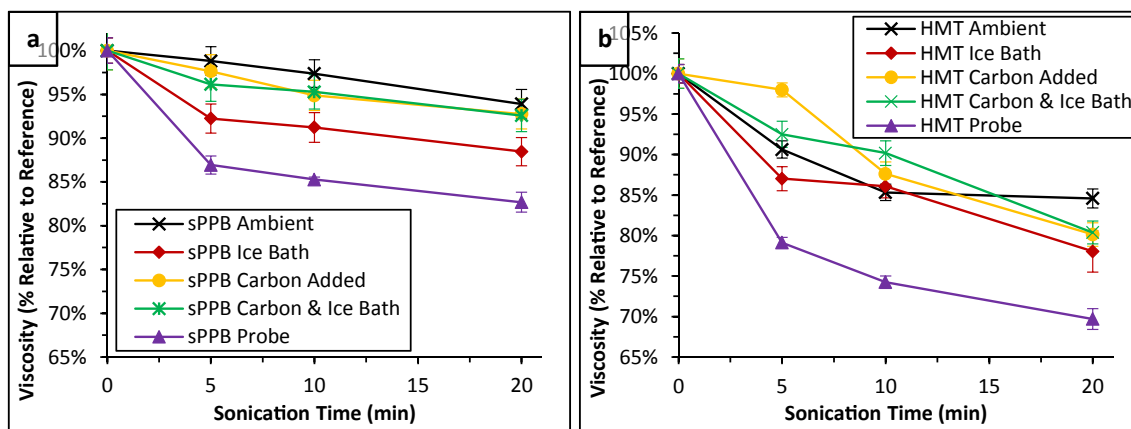 a
Viscosity (% Relative to Reference)
100%
95%
90%
85%
80%
75%
70%
65%
sPPB Ambient
sPPB Ice Bath
sPPB Carbon Added
sPPB Carbon & Ice Bath
sPPB Probe
0
5
10
15
20
Sonication Time (min)
b
Viscosity (% Relative to Reference)
105%
100%
95%
90%
85%
80%
75%
70%
65%
HMT Ambient
HMT Ice Bath
HMT Carbon Added
HMT Carbon & Ice Bath
HMT Probe
0
5
10
15
20
Sonication Time (min)